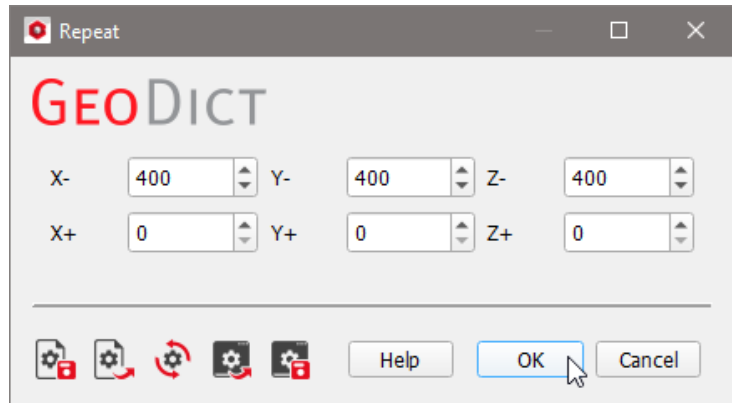 Repeat
GEODICT
X- 400 Y- 400 Z- 400
X+ 0 Y+ 0 Z+ 0
Help OK Cancel